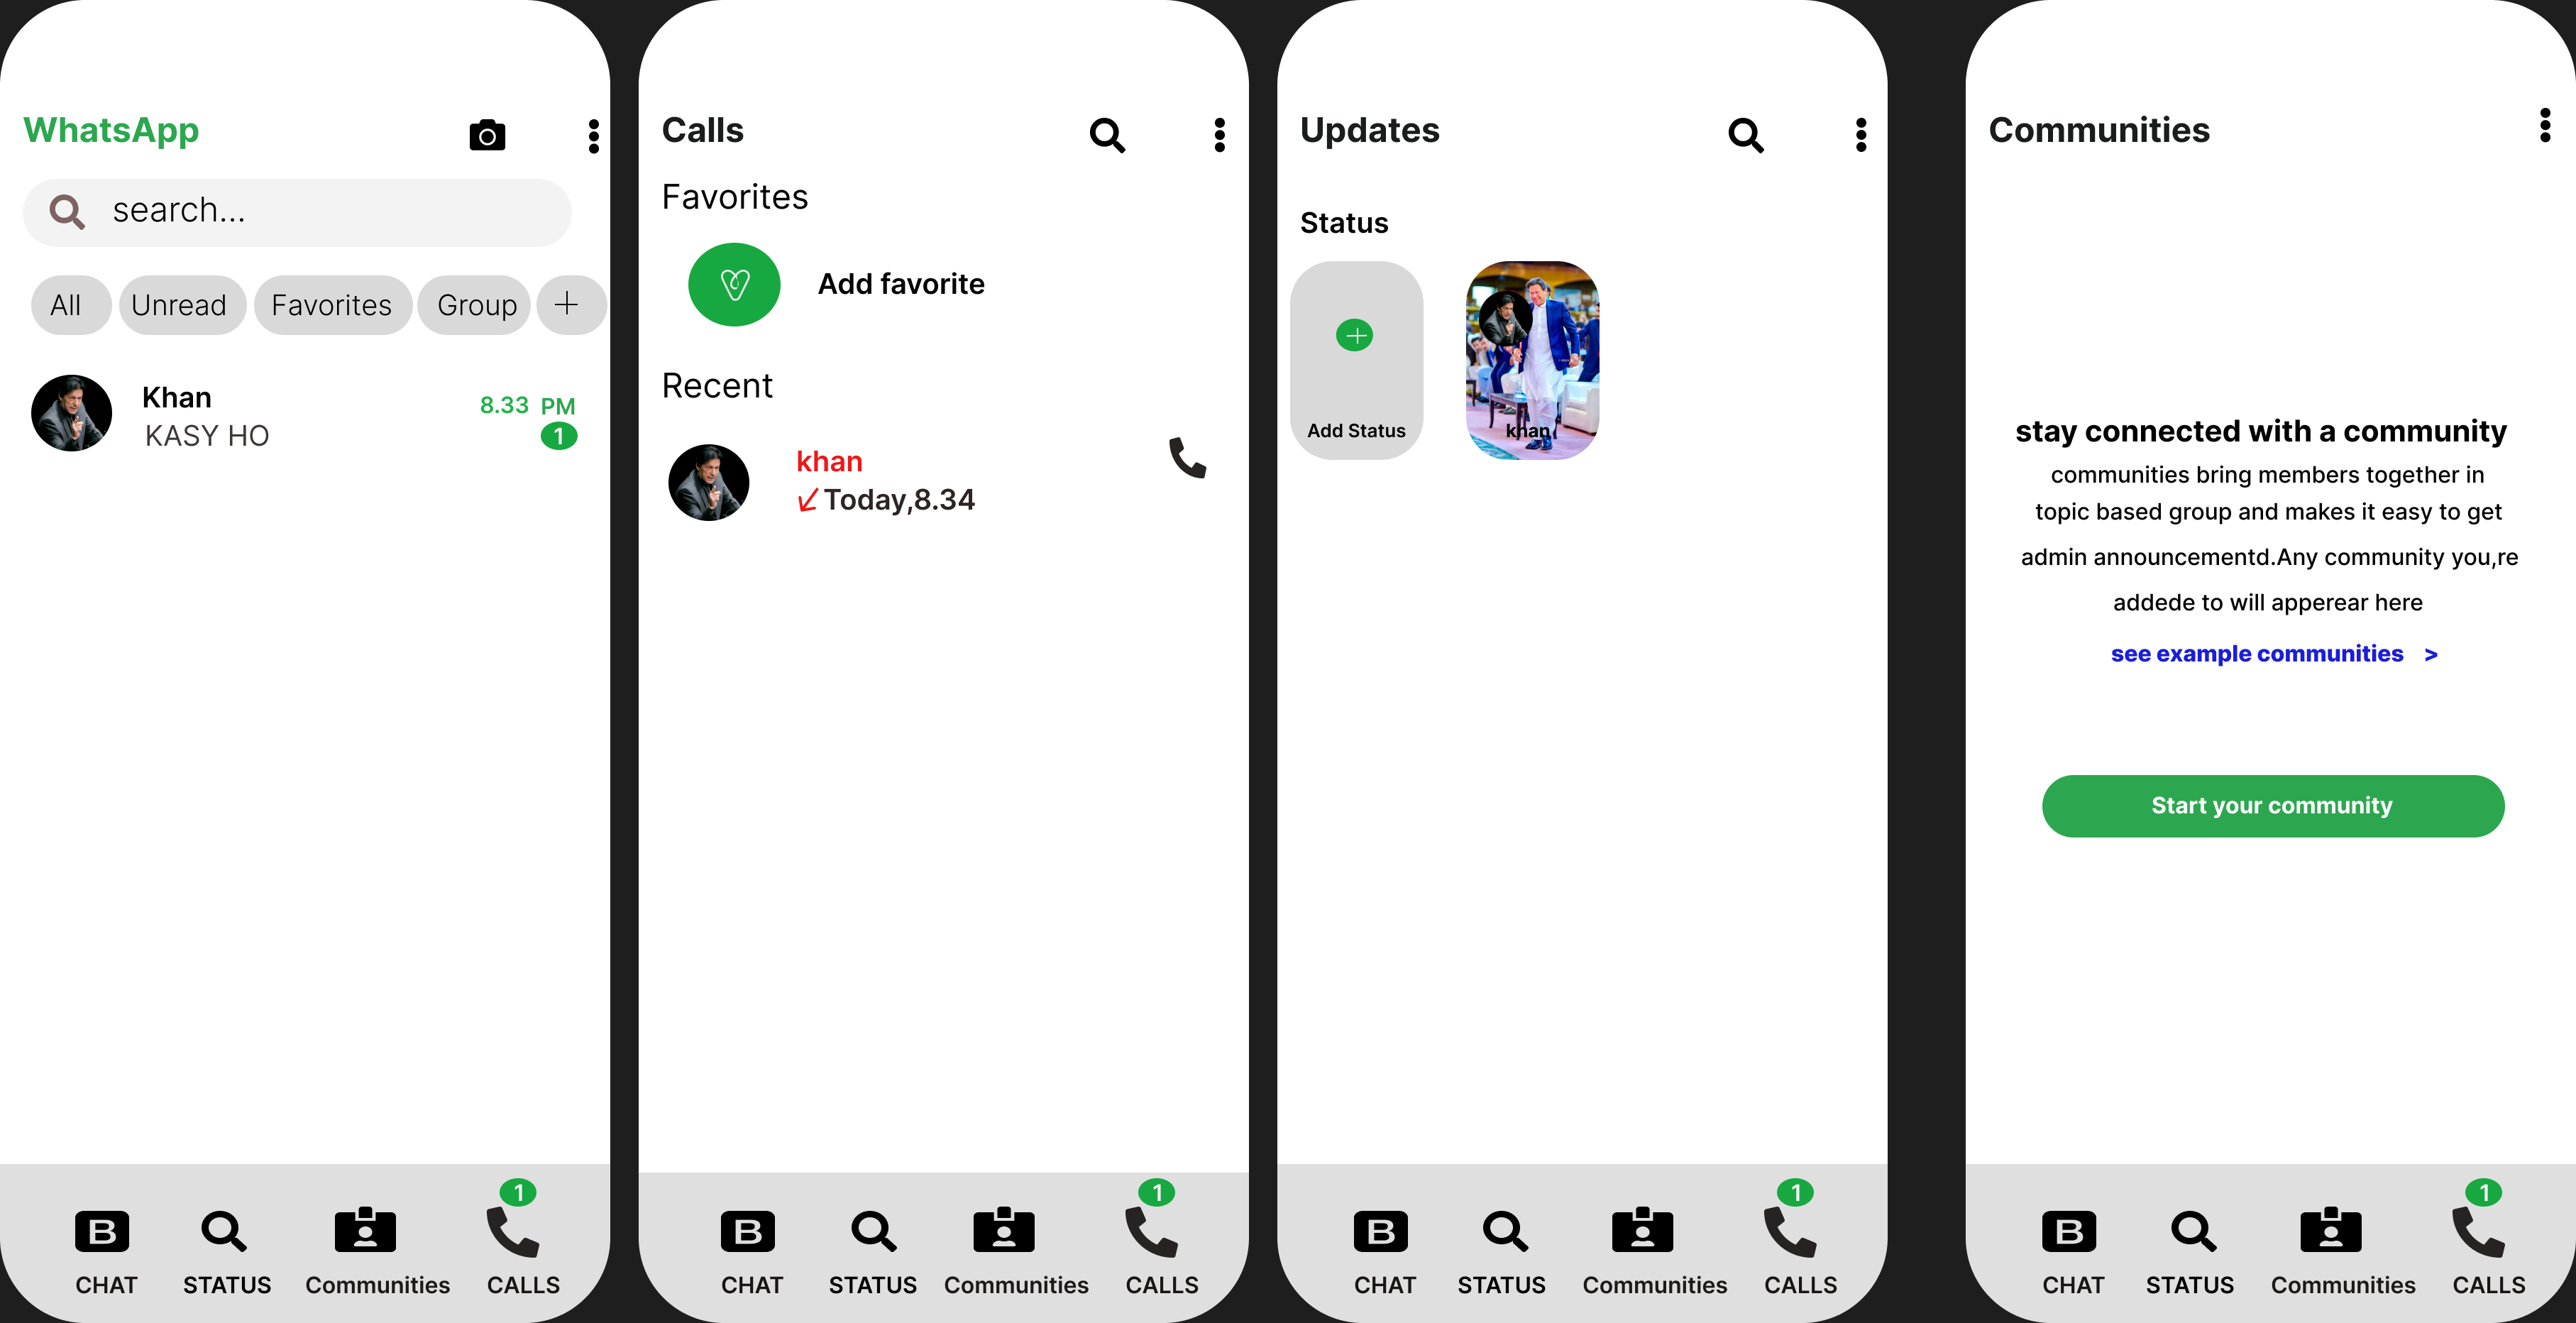 WhatsApp
search...
All Unread Favorites Group +
Khan 8.33 PM
KASY HO 1
1
B
CHAT STATUS Communities CALLS
Calls
Favorites
Add favorite
Recent
khan
Today,8.34
1
B
CHAT STATUS Communities CALLS
Updates
Status
Add Status khan
1
B
CHAT STATUS Communities CALLS
Communities
stay connected with a community
communities bring members together in
topic based group and makes it easy to get
admin announcementd.Any community you,re
addede to will apperear here
see example communities >
Start your community
1
B
CHAT STATUS Communities CALLS